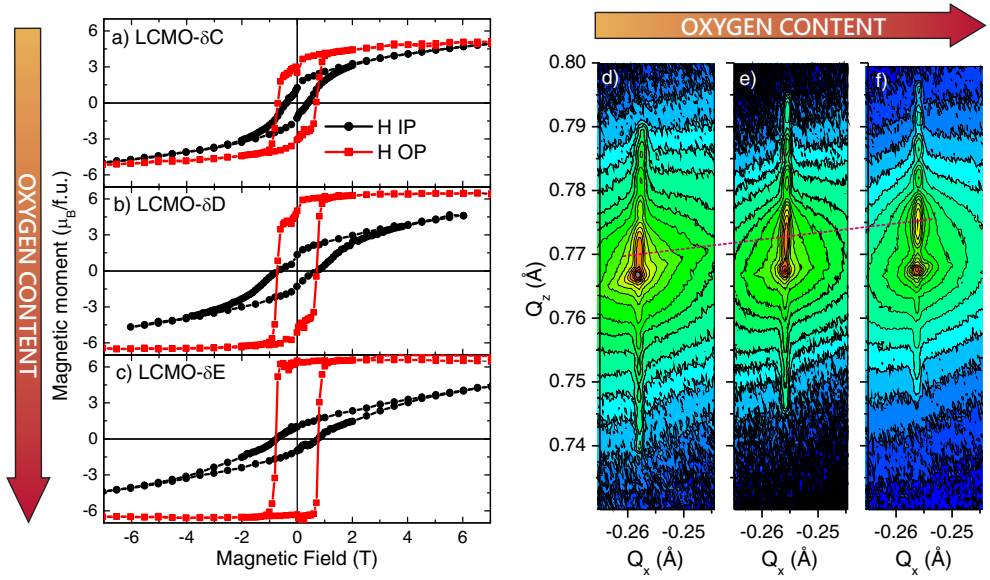 OXYGEN CONTENT
Magnetic moment (μB/f.u.)
a) LCMO-δC
6
3
0
-3
-6
H IP
H OP
b) LCMO-δD
6
3
0
-3
-6
c) LCMO-δE
6
3
0
-3
-6
-6 -4 -2 0 2 4 6
Magnetic Field (T)
OXYGEN CONTENT
d) e) f)
Qz (Å)
0.80
0.79
0.78
0.77
0.76
0.75
0.74
-0.26 -0.25 -0.26 -0.25 -0.26 -0.25
Qx (Å) Qx (Å) Qx (Å)